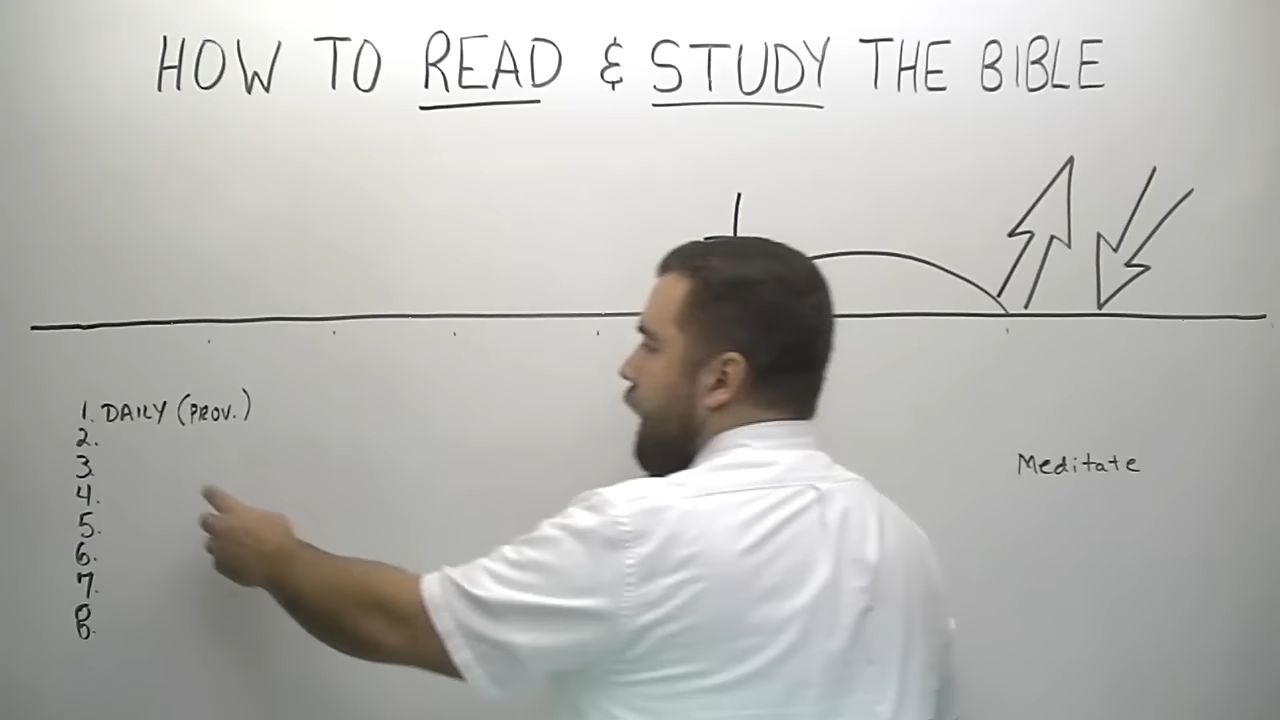 HOW TO READ & STUDY THE BIBLE
1. DAILY (PROV.)
2.
3.
4.
5.
6.
7.
8.
Meditate